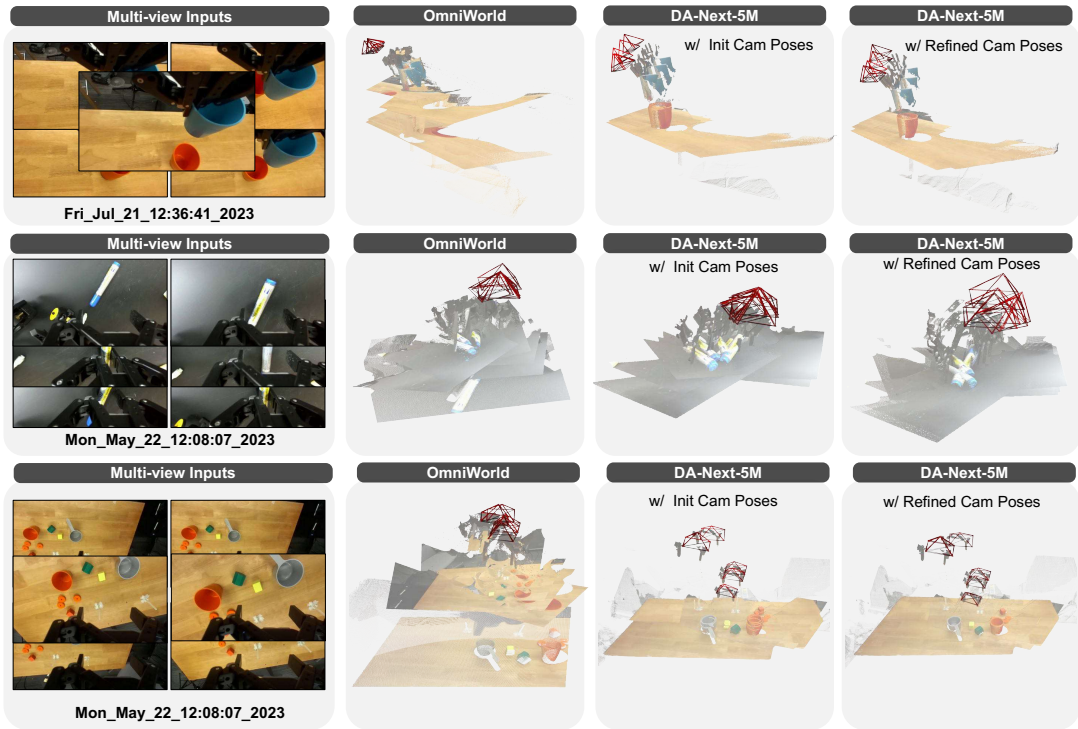 Multi-view Inputs
OmniWorld
DA-Next-5M
DA-Next-5M
w/ Init Cam Poses
w/ Refined Cam Poses
Fri_Jul_21_12:36:41_2023
Multi-view Inputs
OmniWorld
DA-Next-5M
DA-Next-5M
w/ Init Cam Poses
w/ Refined Cam Poses
Mon_May_22_12:08:07_2023
Multi-view Inputs
OmniWorld
DA-Next-5M
DA-Next-5M
w/ Init Cam Poses
w/ Refined Cam Poses
Mon_May_22_12:08:07_2023